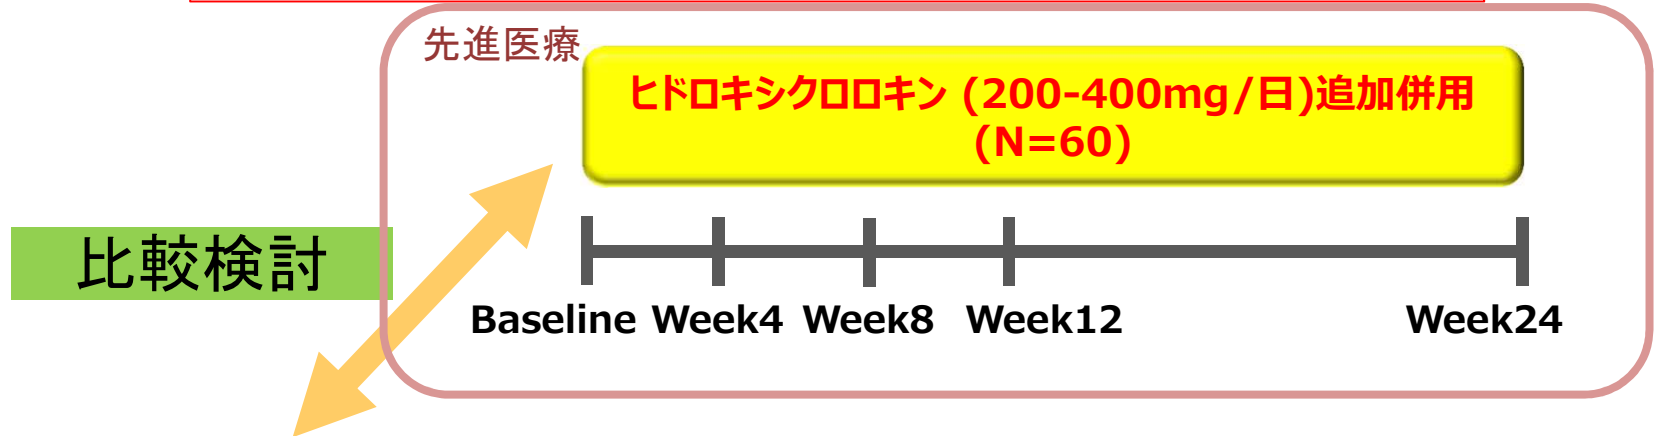 先進医療
ヒドロキシクロロキン (200-400mg/日)追加併用
(N=60)
比較検討
Baseline Week4 Week8 Week12 Week24